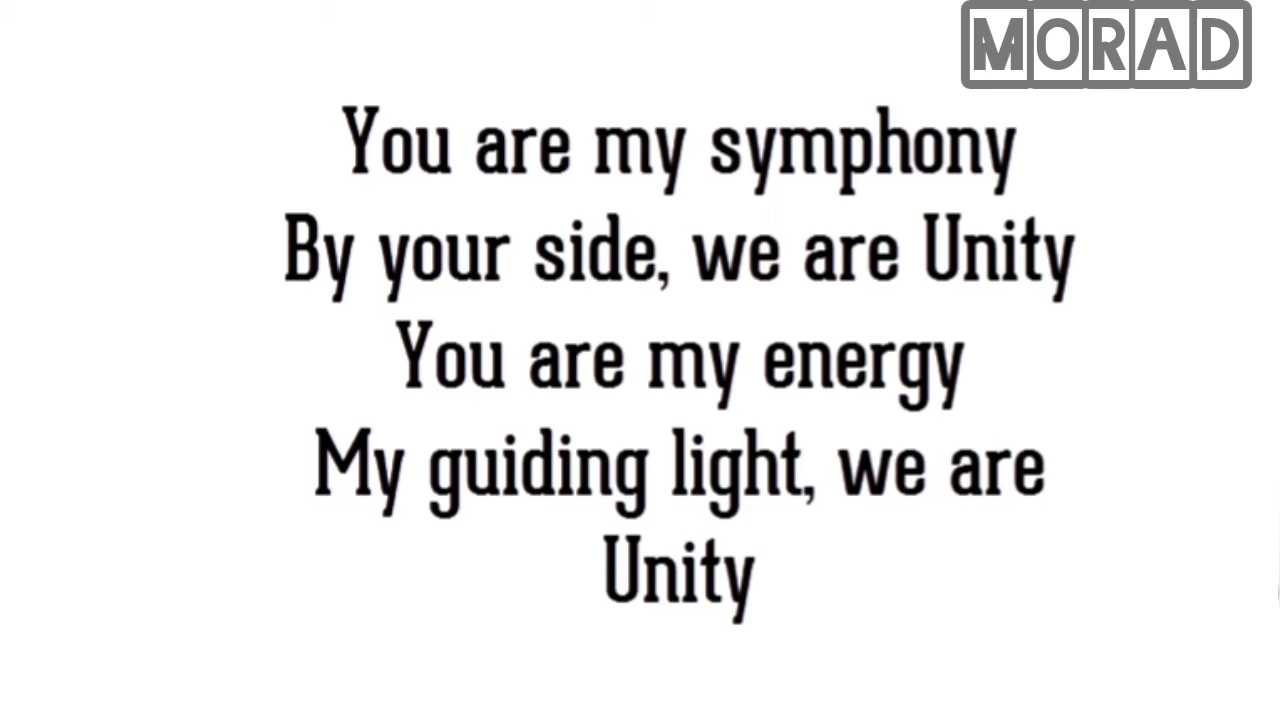 MORAD
You are my symphony
By your side, we are Unity
You are my energy
My guiding light, we are
Unity